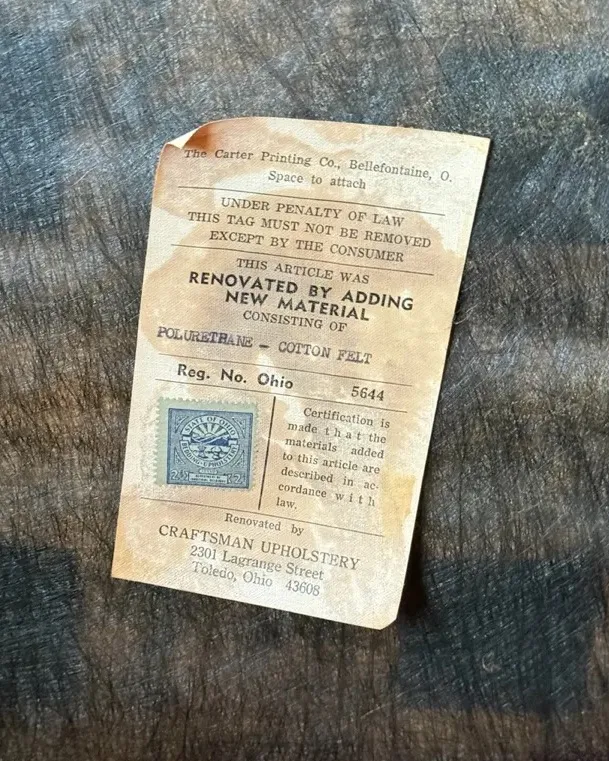 The Carter Printing Co., Bellefontaine, O.
Space to attach
UNDER PENALTY OF LAW
THIS TAG MUST NOT BE REMOVED
EXCEPT BY THE CONSUMER
THIS ARTICLE WAS
RENOVATED BY ADDING
NEW MATERIAL
CONSISTING OF
POLURETHANE - COTTON FELT
Reg. No. Ohio 5644
STATE OF OHIO
Certification is
made that the
materials added
to this article are
described in ac-
cordance with
law.
Renovated by
CRAFTSMAN UPHOLSTERY
2301 Lagrange Street
Toledo, Ohio 43608